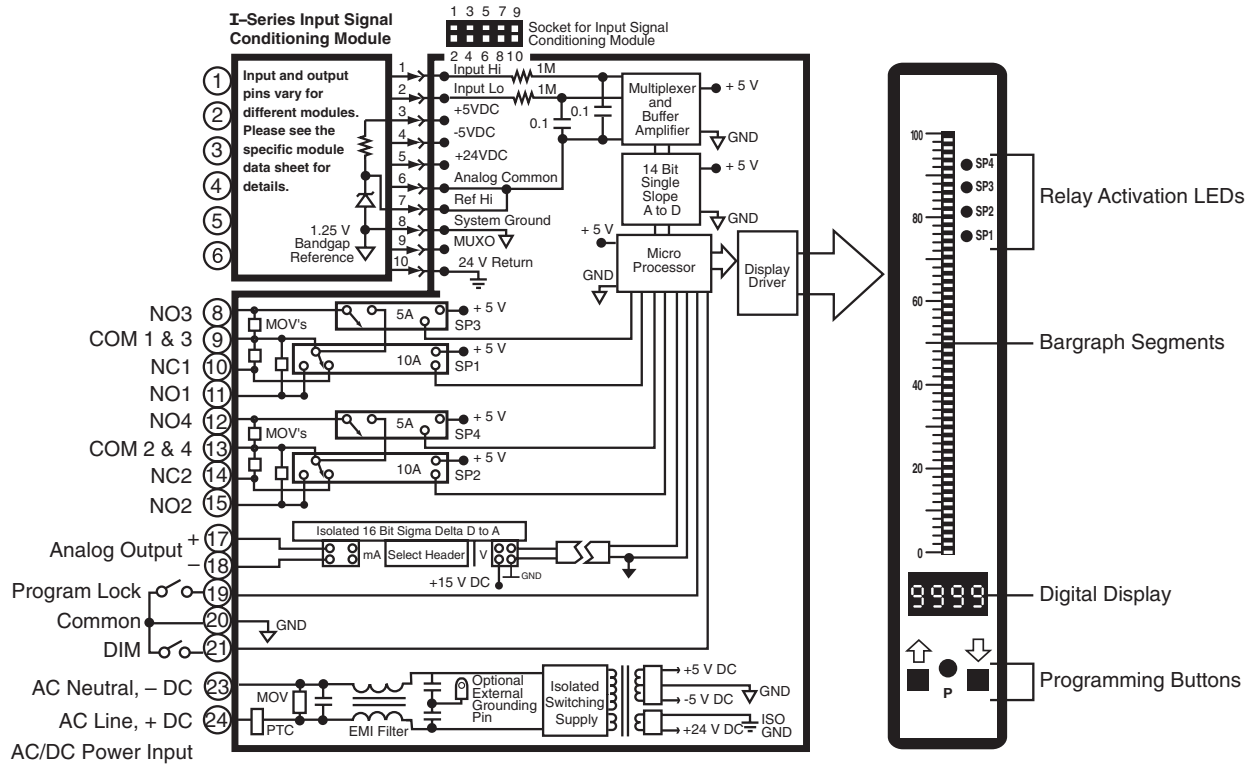 I–Series Input Signal
Conditioning Module
1 3 5 7 9
Socket for Input Signal
Conditioning Module
2 4 6 8 10
Input and output
pins vary for
different modules.
Please see the
specific module
data sheet for
details.
1.25 V
Bandgap
Reference
1
2
3
4
5
6
1 Input Hi 1M
2 Input Lo 1M
3 +5VDC
4 -5VDC
5 +24VDC
6 Analog Common
7 Ref Hi
8 System Ground
9 MUXO
10 24 V Return
0.1
0.1
Multiplexer
and
Buffer
Amplifier
+ 5 V
GND
14 Bit
Single
Slope
A to D
+ 5 V
GND
+ 5 V
GND
Micro
Processor
Display
Driver
NO3 8
COM 1 & 3 9
NC1 10
NO1 11
MOV's
5A
+ 5 V
SP3
10A
+ 5 V
SP1
NO4 12
COM 2 & 4 13
NC2 14
NO2 15
MOV's
5A
+ 5 V
SP4
10A
+ 5 V
SP2
Analog Output
+ 17
– 18
Isolated 16 Bit Sigma Delta D to A
mA Select Header V
+15 V DC
GND
Program Lock 19
Common 20
GND
DIM 21
AC Neutral, – DC 23
AC Line, + DC 24
AC/DC Power Input
MOV
PTC
EMI Filter
Optional
External
Grounding
Pin
Isolated
Switching
Supply
+5 V DC
GND
-5 V DC
ISO
GND
+24 V DC
100
80
60
40
20
0
SP4
SP3
SP2
SP1
9999
P
Relay Activation LEDs
Bargraph Segments
Digital Display
Programming Buttons